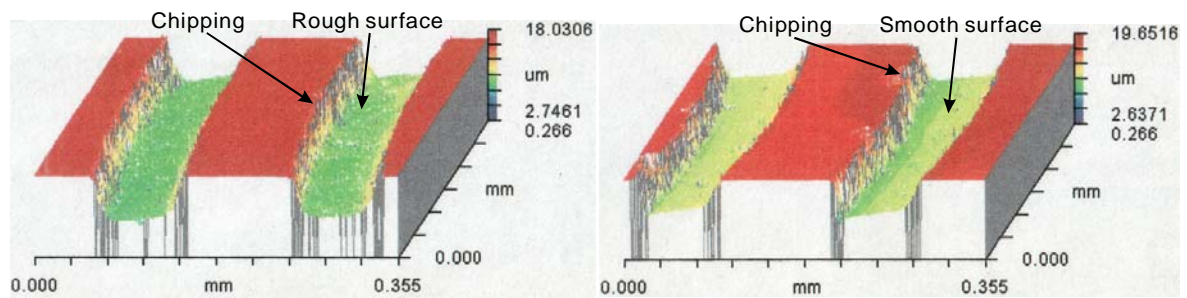 Chipping
Rough surface
18.0306
um
2.7461
0.266
mm
0.000
0.000
mm
0.355
Chipping
Smooth surface
19.6516
um
2.6371
0.266
mm
0.000
0.000
mm
0.355